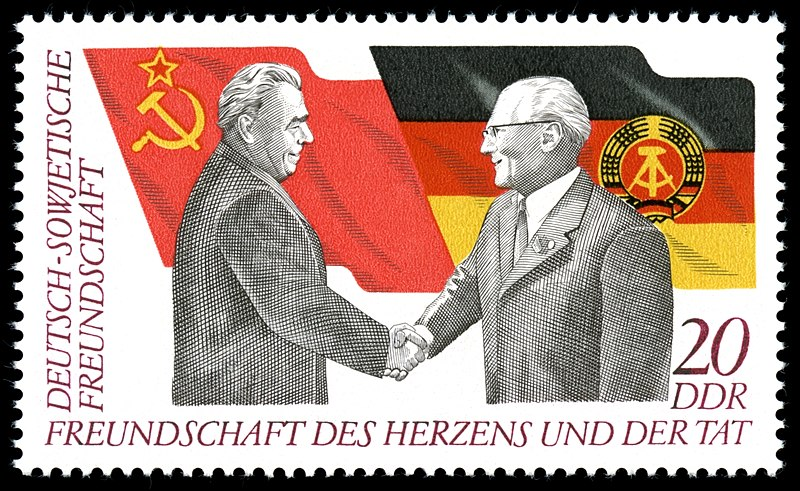 DEUTSCH-SOWJETISCHE
FREUNDSCHAFT
20
DDR
FREUNDSCHAFT DES HERZENS UND DER TAT